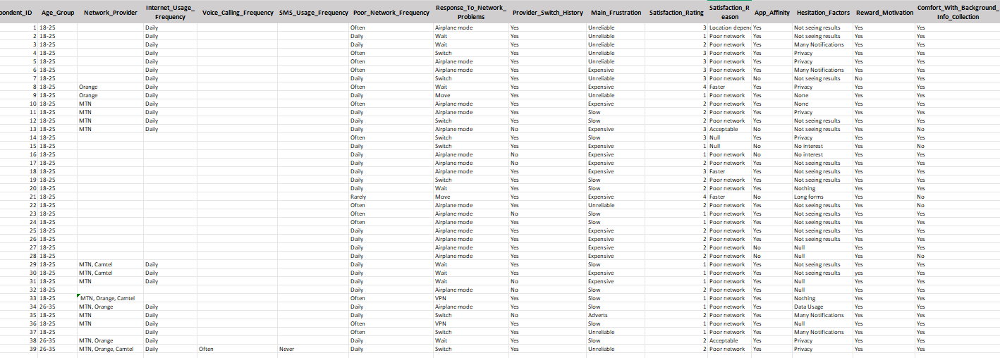 pondent_ID Age_Group Network_Provider Internet_Usage_Frequency Voice_Calling_Frequency SMS_Usage_Frequency Poor_Network_Frequency Response_To_Network_Problems Provider_Switch_History Main_Frustration Satisfaction_Rating Satisfaction_Reason App_Affinity Hesitation_Factors Reward_Motivation Comfort_With_Background_Info_Collection
1 18-25 Daily Often Airplane mode Yes Unreliable 3 Location depend Yes Not seeing results Yes Yes
2 18-25 Daily Daily Wait Yes Unreliable 1 Poor network Yes Not seeing results Yes Yes
3 18-25 Daily Daily Wait Yes Unreliable 2 Poor network Yes Many Notifications Yes Yes
4 18-25 Daily Often Switch Yes Unreliable 3 Poor network Yes Privacy Yes Yes
5 18-25 Daily Often Airplane mode Yes Unreliable 3 Poor network Yes Privacy Yes Yes
6 18-25 Daily Often Airplane mode Yes Expensive 3 Poor network Yes Many Notifications Yes Yes
7 18-25 Daily Daily Switch Yes Unreliable 3 Poor network No Not seeing results No Yes
8 18-25 Orange Daily Often Wait Yes Expensive 4 Faster Yes Privacy Yes Yes
9 18-25 Orange Daily Daily Move Yes Unreliable 1 Poor network Yes None Yes Yes
10 18-25 MTN Daily Often Airplane mode Yes Expensive 2 Poor network Yes None Yes Yes
11 18-25 MTN Daily Daily Airplane mode Yes Slow 2 Poor network Yes Privacy Yes Yes
12 18-25 MTN Daily Daily Switch Yes Slow 2 Poor network Yes Not seeing results Yes Yes
13 18-25 MTN Daily Daily Airplane mode No Expensive 3 Acceptable No Not seeing results Yes No
14 18-25 Often Switch Yes Slow 3 Null Yes Privacy Yes Yes
15 18-25 Daily Switch Yes Expensive 1 Null No No interest Yes No
16 18-25 Daily Airplane mode No Expensive 1 Poor network No No interest Yes Yes
17 18-25 Daily Airplane mode No Expensive 2 Poor network Yes Not seeing results Yes Yes
18 18-25 Daily Airplane mode Yes Expensive 3 Faster Yes Not seeing results Yes Yes
19 18-25 Daily Switch Yes Slow 2 Poor network Yes Not seeing results Yes Yes
20 18-25 Daily Wait Yes Slow 2 Poor network Yes Nothing Yes Yes
21 18-25 Rarely Move Yes Expensive 4 Faster No Long forms Yes No
22 18-25 Often Airplane mode Yes Unreliable 2 Poor network Yes Not seeing results Yes No
23 18-25 Often Airplane mode No Slow 1 Poor network Yes Not seeing results Yes Yes
24 18-25 Often Airplane mode Yes Slow 1 Poor network Yes Not seeing results Yes Yes
25 18-25 Daily Airplane mode Yes Expensive 2 Poor network Yes Not seeing results Yes Yes
26 18-25 Daily Airplane mode Yes Expensive 2 Poor network Yes Not seeing results Yes Yes
27 18-25 Daily Airplane mode Yes Expensive 2 Poor network No Null Yes Yes
28 18-25 Daily Airplane mode Yes Expensive 2 Poor network No Null Yes No
29 18-25 MTN, Camtel Daily Daily Wait Yes Slow 1 Poor network Yes Not seeing results Yes Yes
30 18-25 MTN, Camtel Daily Daily Wait Yes Expensive 1 Poor network Yes Not seeing results yes Yes
31 18-25 MTN Daily Daily Wait No Expensive 1 Poor network Yes Null Yes Yes
32 18-25 Daily Airplane mode No Slow 2 Poor network Yes Null Yes Yes
33 18-25 MTN, Orange, Camtel Often VPN Yes Slow 1 Poor network Yes Nothing Yes Yes
34 26-35 MTN, Orange Daily Daily Airplane mode Yes Slow 1 Poor network Yes Data Usage Yes Yes
35 18-25 MTN Daily Daily Switch No Adverts 2 Poor network Yes Many Notifications Yes Yes
36 18-25 MTN Daily Often VPN Yes Slow 1 Poor network Yes Null Yes Yes
37 18-25 Daily Often Switch Yes Unreliable 1 Poor network Yes Many Notifications Yes Yes
38 26-35 MTN, Orange Daily Daily Wait Yes Slow 2 Acceptable Yes Privacy Yes Yes
39 26-35 MTN, Orange, Camtel Daily Often Never Daily Switch Yes Unreliable 2 Poor network Yes Privacy Yes Yes